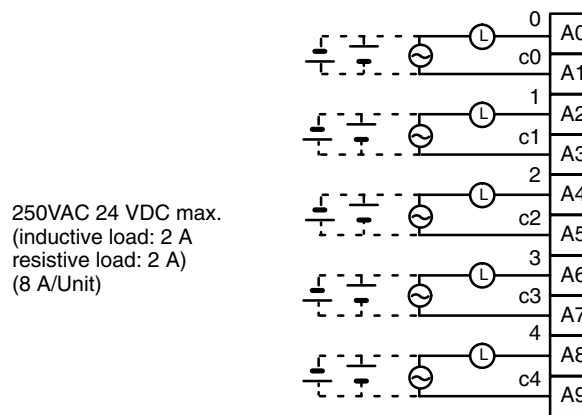 250VAC 24 VDC max.
(inductive load: 2 A
resistive load: 2 A)
(8 A/Unit)
0 L A0
c0 A1
1 L A2
c1 A3
2 L A4
c2 A5
3 L A6
c3 A7
4 L A8
c4 A9